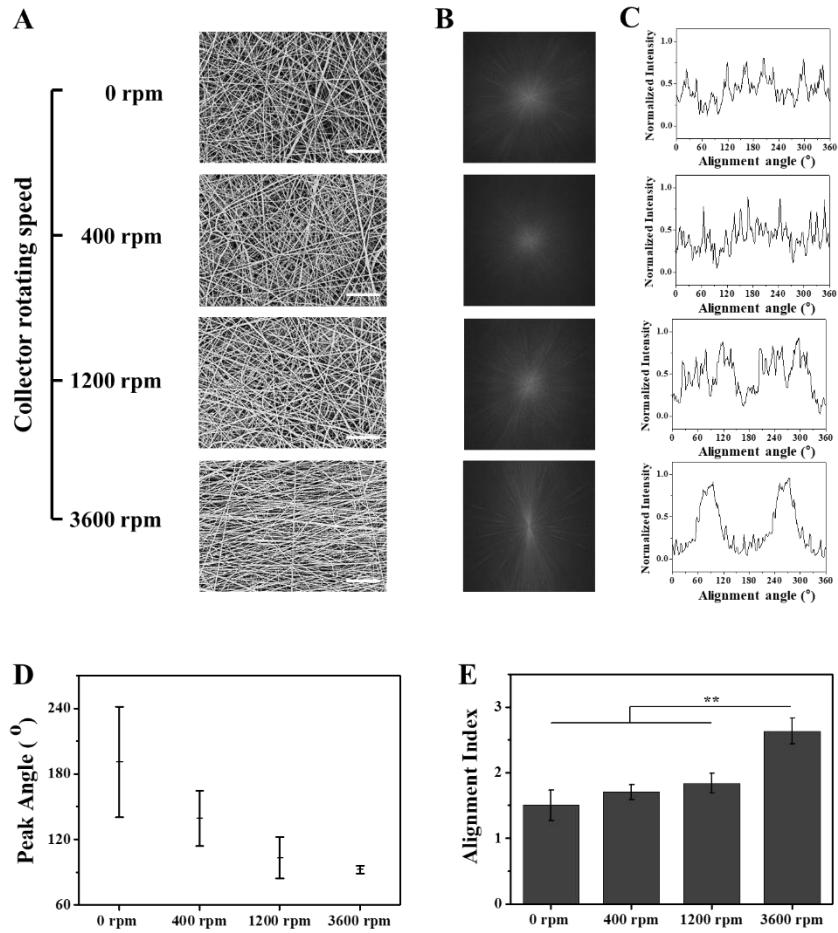 A
B
C
Collector rotating speed
0 rpm
400 rpm
1200 rpm
3600 rpm
Normalized Intensity
1.0
0.5
0.0
0 60 120 180 240 300 360
Alignment angle (°)
Normalized Intensity
1.0
0.5
0.0
0 60 120 180 240 300 360
Alignment angle (°)
Normalized Intensity
1.0
0.5
0.0
0 60 120 180 240 300 360
Alignment angle (°)
Normalized Intensity
1.0
0.5
0.0
0 60 120 180 240 300 360
Alignment angle (°)
D
Peak Angle (°)
240
180
120
60
0 rpm 400 rpm 1200 rpm 3600 rpm
E
Alignment Index
3
2
1
0
**
0 rpm 400 rpm 1200 rpm 3600 rpm